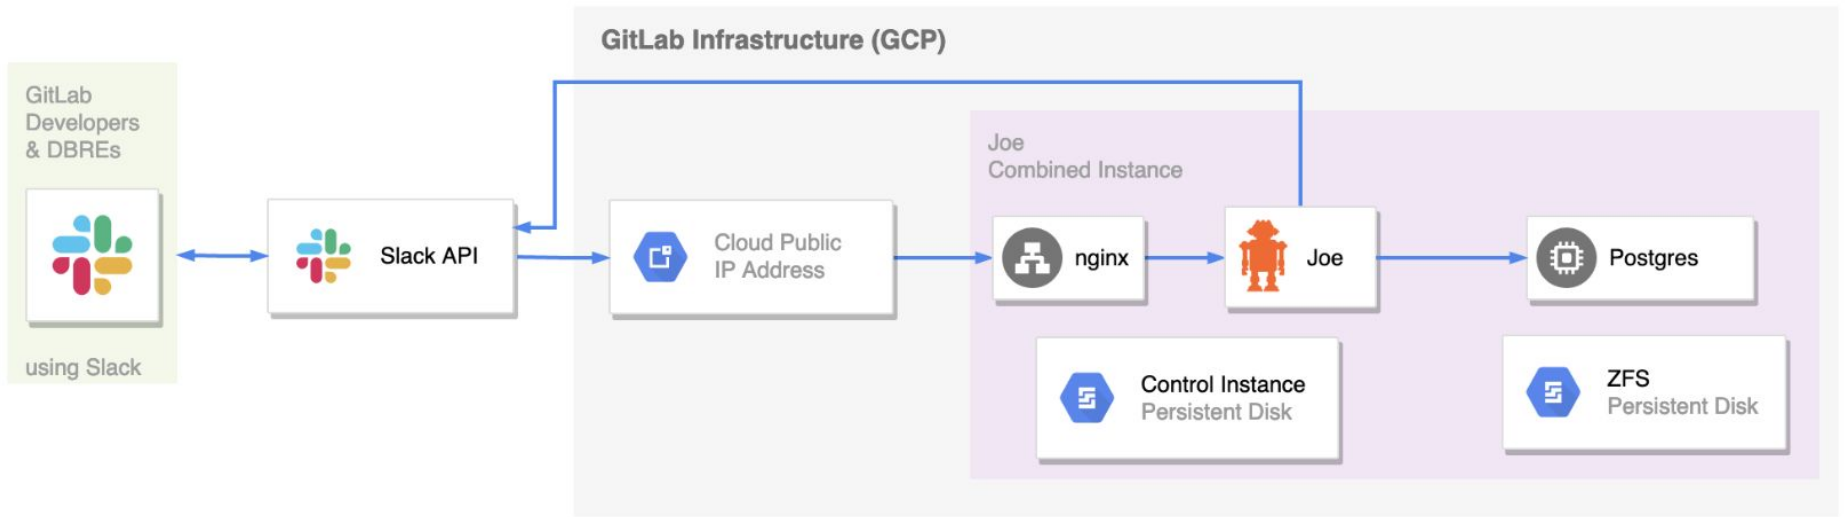 GitLab Infrastructure (GCP)
GitLab
Developers
& DBREs
using Slack
Slack API
Cloud Public
IP Address
Joe
Combined Instance
nginx
Joe
Postgres
Control Instance
Persistent Disk
ZFS
Persistent Disk